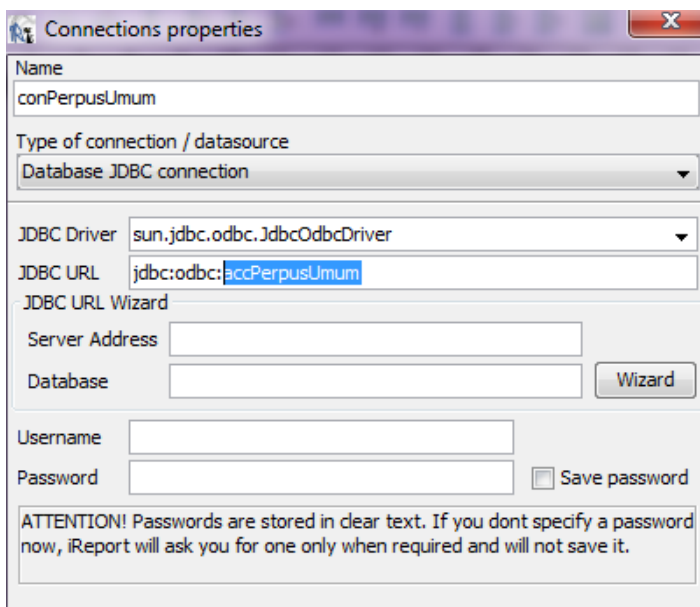 Connections properties
Name
conPerpusUmum
Type of connection / datasource
Database JDBC connection
JDBC Driver sun.jdbc.odbc.JdbcOdbcDriver
JDBC URL jdbc:odbc:accPerpusUmum
JDBC URL Wizard
Server Address
Database Wizard
Username
Password Save password
ATTENTION! Passwords are stored in clear text. If you dont specify a password
now, iReport will ask you for one only when required and will not save it.